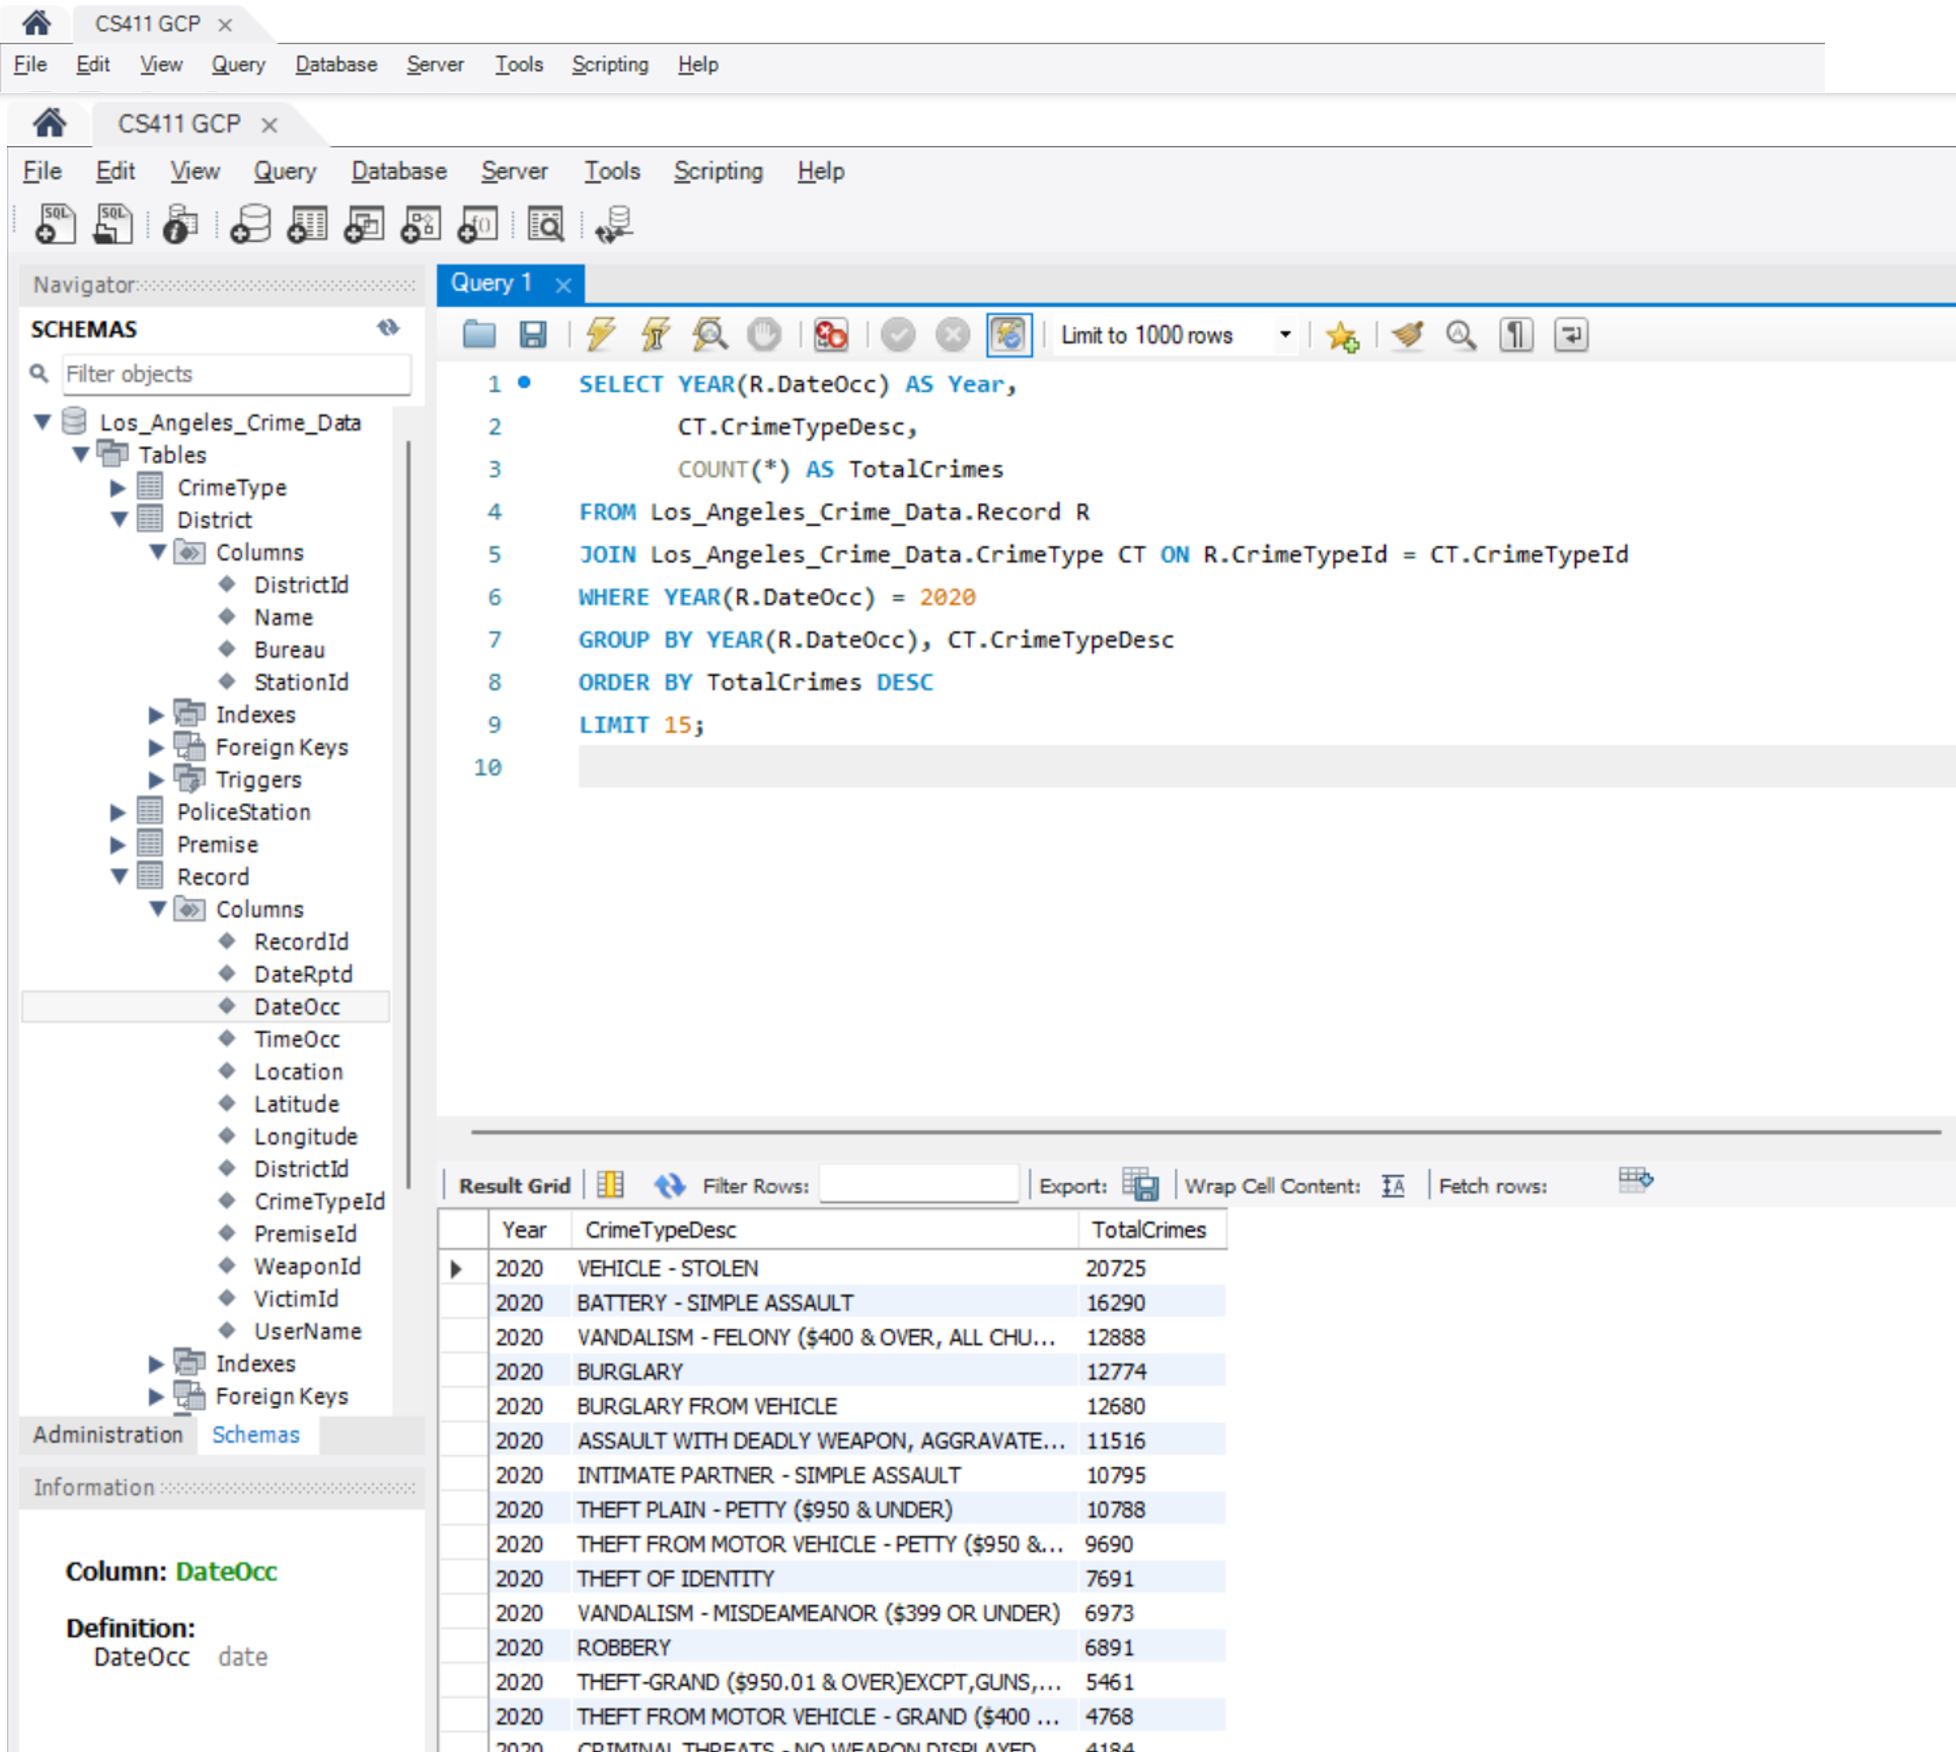 CS411 GCP
File Edit View Query Database Server Tools Scripting Help
CS411 GCP
File Edit View Query Database Server Tools Scripting Help
Navigator
SCHEMAS
Filter objects
Los_Angeles_Crime_Data
Tables
CrimeType
District
Columns
DistrictId
Name
Bureau
StationId
Indexes
Foreign Keys
Triggers
PoliceStation
Premise
Record
Columns
RecordId
DateRptd
DateOcc
TimeOcc
Location
Latitude
Longitude
DistrictId
CrimeTypeId
PremiseId
WeaponId
VictimId
UserName
Indexes
Foreign Keys
Administration Schemas
Information
Column: DateOcc
Definition:
DateOcc date
Query 1
Limit to 1000 rows
1 SELECT YEAR(R.DateOcc) AS Year,
2 CT.CrimeTypeDesc,
3 COUNT(*) AS TotalCrimes
4 FROM Los_Angeles_Crime_Data.Record R
5 JOIN Los_Angeles_Crime_Data.CrimeType CT ON R.CrimeTypeId = CT.CrimeTypeId
6 WHERE YEAR(R.DateOcc) = 2020
7 GROUP BY YEAR(R.DateOcc), CT.CrimeTypeDesc
8 ORDER BY TotalCrimes DESC
9 LIMIT 15;
10
Result Grid Filter Rows: Export: Wrap Cell Content: Fetch rows:
Year CrimeTypeDesc TotalCrimes
2020 VEHICLE - STOLEN 20725
2020 BATTERY - SIMPLE ASSAULT 16290
2020 VANDALISM - FELONY ($400 & OVER, ALL CHU... 12888
2020 BURGLARY 12774
2020 BURGLARY FROM VEHICLE 12680
2020 ASSAULT WITH DEADLY WEAPON, AGGRAVATE... 11516
2020 INTIMATE PARTNER - SIMPLE ASSAULT 10795
2020 THEFT PLAIN - PETTY ($950 & UNDER) 10788
2020 THEFT FROM MOTOR VEHICLE - PETTY ($950 &... 9690
2020 THEFT OF IDENTITY 7691
2020 VANDALISM - MISDEAMEANOR ($399 OR UNDER) 6973
2020 ROBBERY 6891
2020 THEFT-GRAND ($950.01 & OVER)EXCPT,GUNS,... 5461
2020 THEFT FROM MOTOR VEHICLE - GRAND ($400 ... 4768
2020 CRIMINAL THREATS - NO WEAPON DISPLAYED 4184